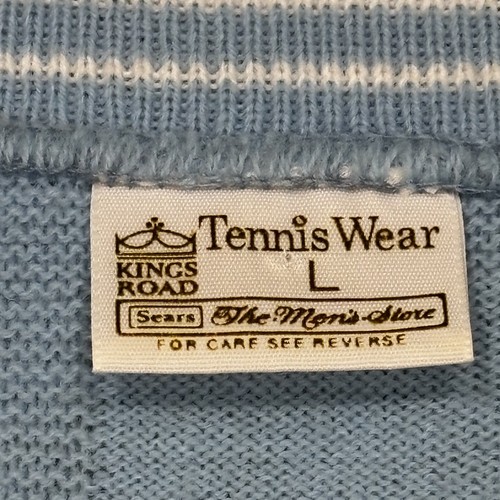 Tennis Wear
KINGS
ROAD
L
Sears The Men's Store
FOR CARE SEE REVERSE